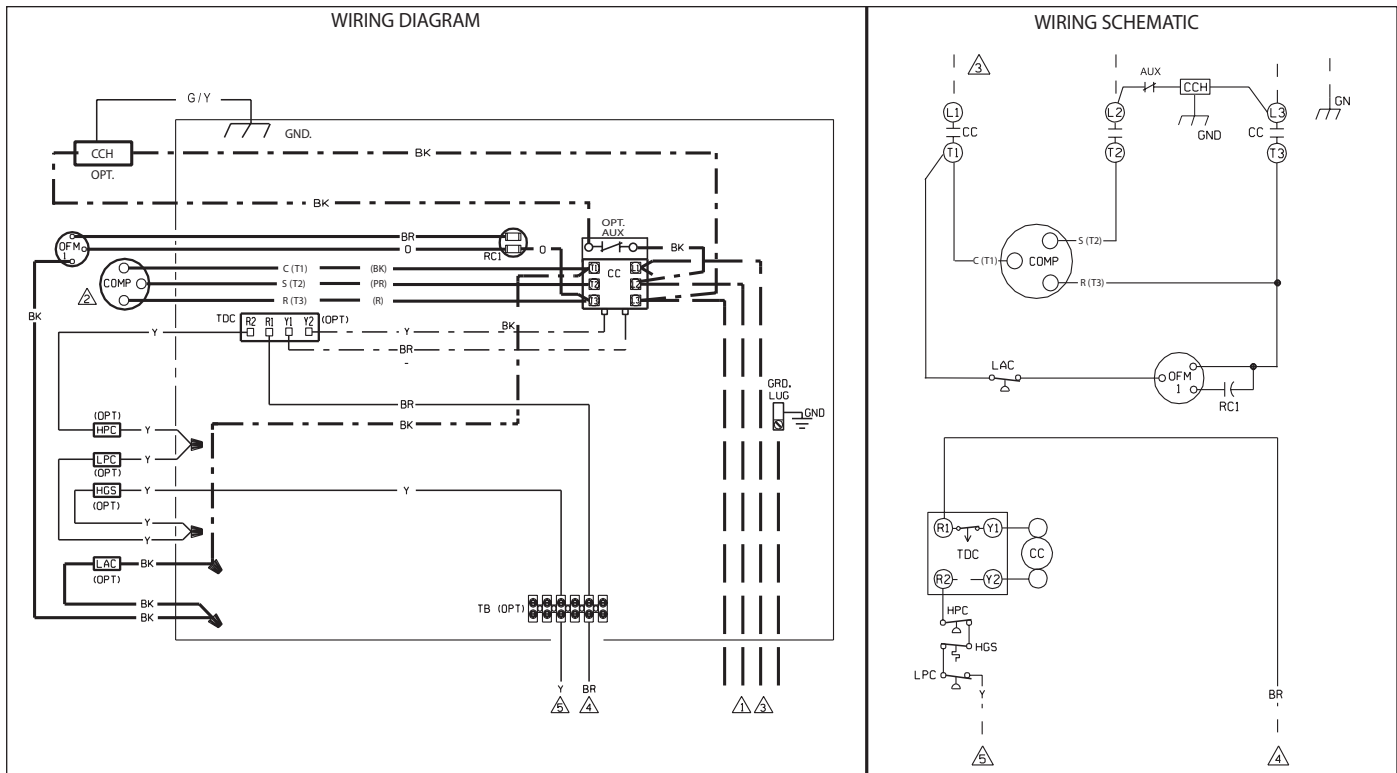 WIRING DIAGRAM
G/Y
GND.
CCH
OPT.
BK
BK
OPT.
AUX
OFM
1
BR
O
RC1
O
BK
COMP
C (T1) (BK)
S (T2) (PR)
R (T3) (R)
T1 CC L1
T2 L2
T3 L3
2
BK
TDC R2 R1 Y1 Y2 (OPT)
Y
Y
BK
BR
BR
BK
GRD.
LUG
GND
(OPT)
HPC Y
LPC Y
(OPT)
HGS Y
(OPT)
Y
Y
Y
LAC BK
(OPT)
BK
BK
TB (OPT)
Y
BR
5
4
1
3
WIRING SCHEMATIC
3
L1
CC
T1
L2
T2
AUX
CCH
GND
L3
CC
T3
GN
S (T2)
C (T1) COMP
R (T3)
LAC
OFM
1
RC1
R1 Y1
TDC
R2 Y2
CC
HPC
HGS
LPC
Y
BR
5
4